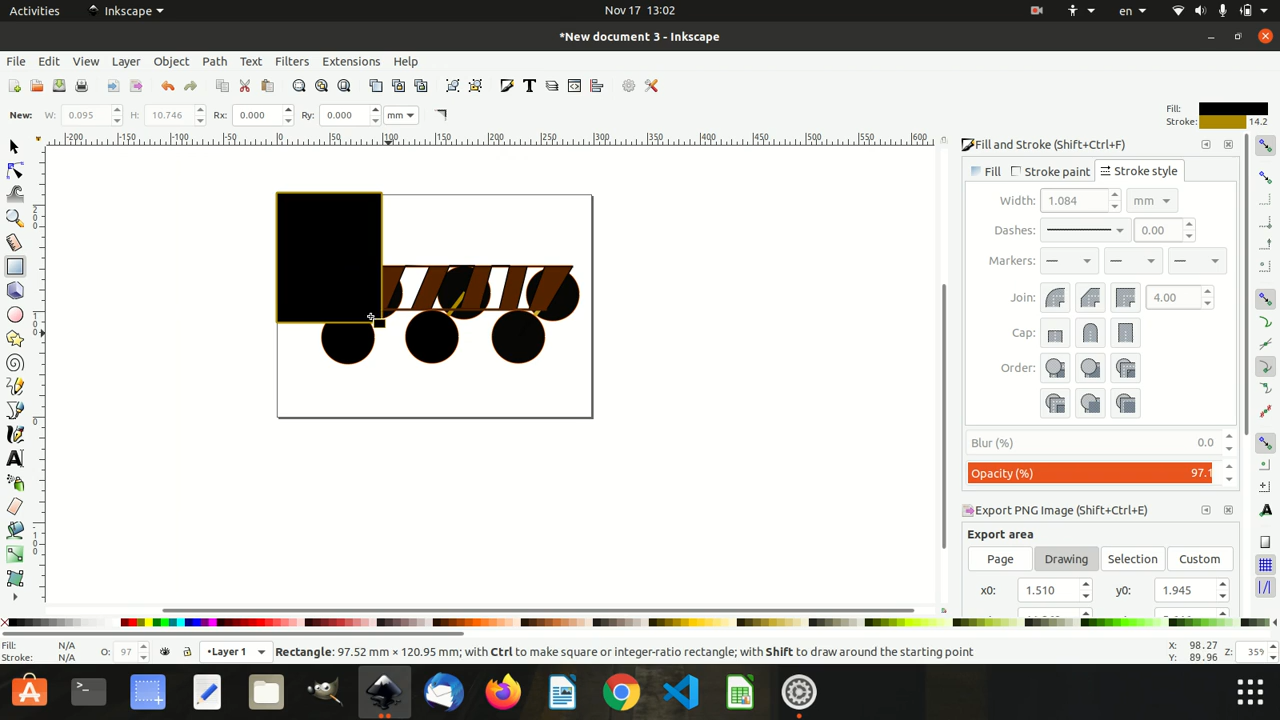 Activities Inkscape Nov 17 13:02 en
*New document 3 - Inkscape
File Edit View Layer Object Path Text Filters Extensions Help
New: W: 0.095 H: 10.746 Rx: 0.000 Ry: 0.000 mm
Fill:
Stroke: 14.2
Fill and Stroke (Shift+Ctrl+F)
Fill Stroke paint Stroke style
Width: 1.084 mm
Dashes: 0.00
Markers:
Join: 4.00
Cap:
Order:
Blur (%) 0.0
Opacity (%) 97.1
Export PNG Image (Shift+Ctrl+E)
Export area
Page Drawing Selection Custom
x0: 1.510 y0: 1.945
Fill: N/A
Stroke: N/A
O: 97
•Layer 1
Rectangle: 97.52 mm × 120.95 mm; with Ctrl to make square or integer-ratio rectangle; with Shift to draw around the starting point
X: 98.27
Y: 89.96
Z: 359